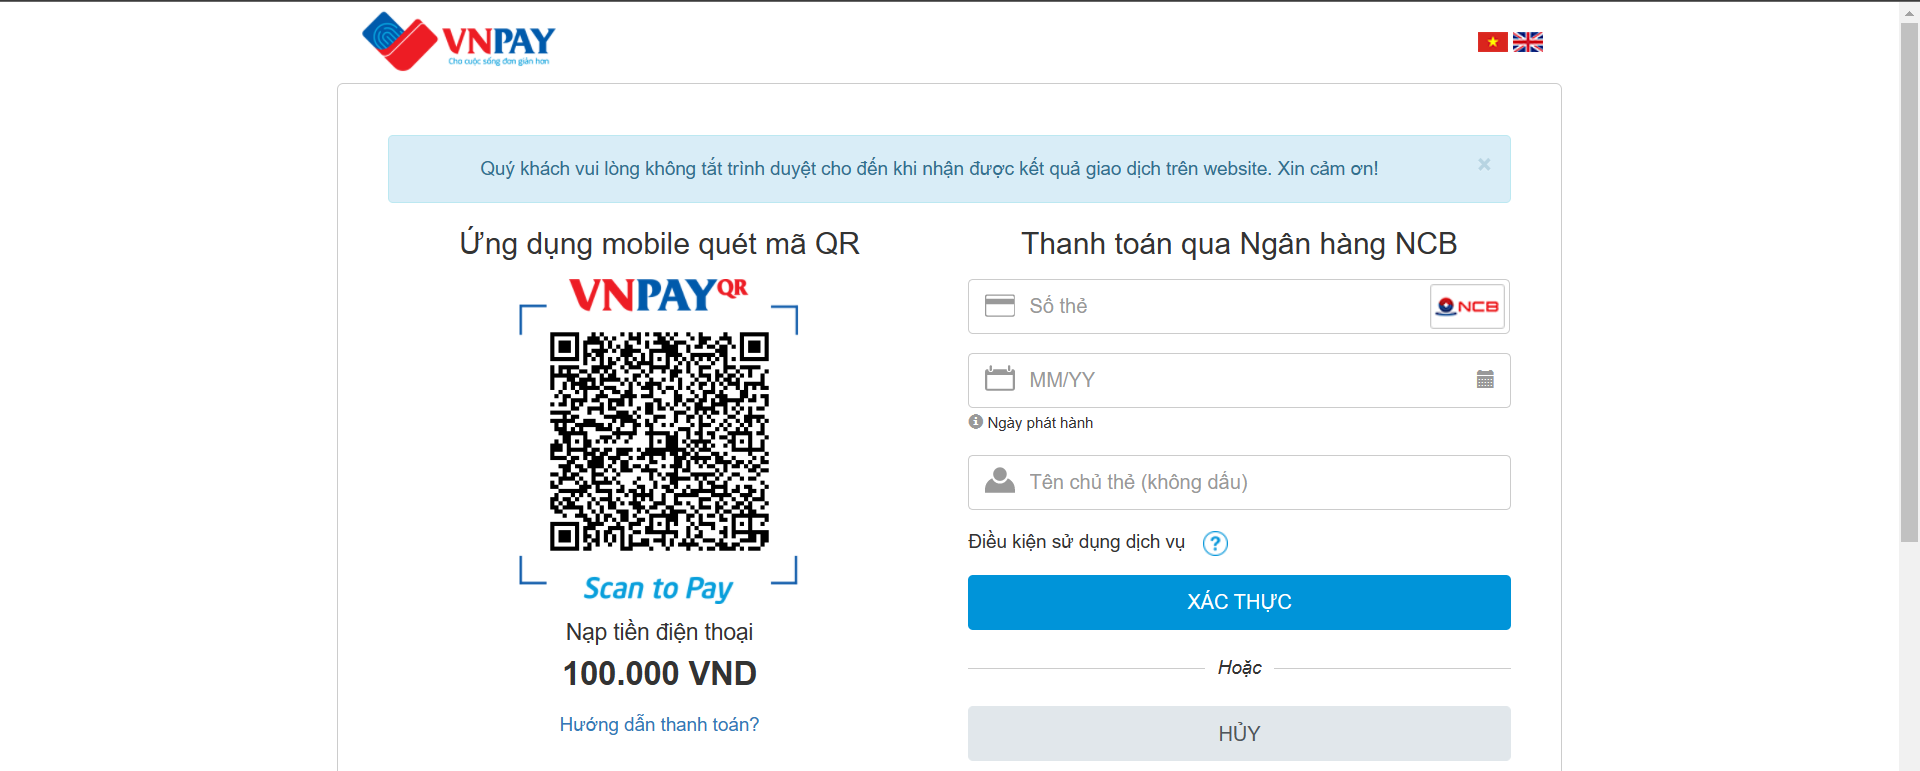 VNPAY
Cho cuộc sống đơn giản hơn
Quý khách vui lòng không tắt trình duyệt cho đến khi nhận được kết quả giao dịch trên website. Xin cảm ơn!
×
Ứng dụng mobile quét mã QR
VNPAYQR
Scan to Pay
Nạp tiền điện thoại
100.000 VND
Hướng dẫn thanh toán?
Thanh toán qua Ngân hàng NCB
Số thẻ
NCB
MM/YY
Ngày phát hành
Tên chủ thẻ (không dấu)
Điều kiện sử dụng dịch vụ ?
XÁC THỰC
Hoặc
HỦY